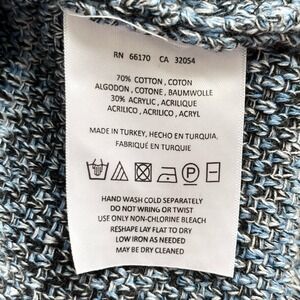 RN 66170 CA 32054
70% COTTON, COTON
ALGODON, COTONE, BAUMWOLLE
30% ACRYLIC, ACRILIQUE
ACRILICO, ACRILICO, ACRYL
MADE IN TURKEY, HECHO EN TURQUIA,
FABRIQUÉ EN TURQUIE
P
HAND WASH COLD SEPARATELY
DO NOT WRING OR TWIST
USE ONLY NON-CHLORINE BLEACH
RESHAPE LAY FLAT TO DRY
LOW IRON AS NEEDED
MAY BE DRY CLEANED